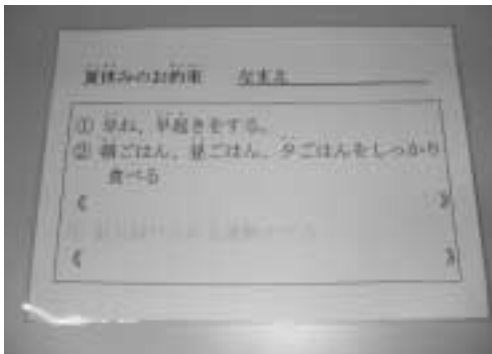 夏休みのお約束 なまえ
① 早ね、早起きをする。
② 朝ごはん、昼ごはん、夕ごはんをしっかり
食べる
《 》
《 》